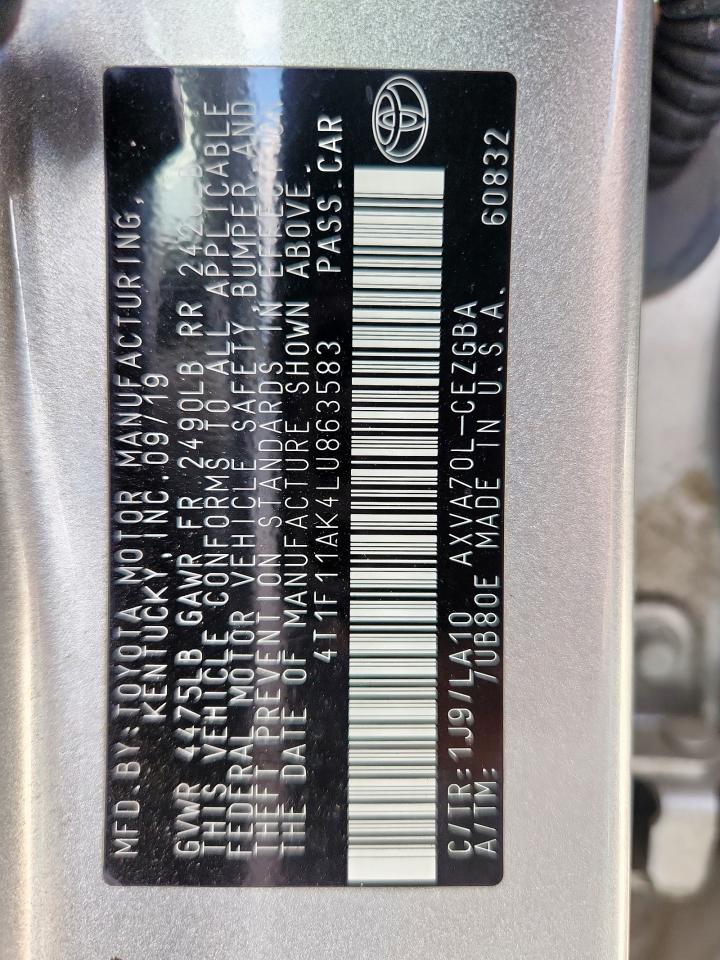 MFD.BY:TOYOTA MOTOR MANUFACTURING,
KENTUCKY,INC.09/19
GVWR 4475LB GAWR FR 2490LB RR
THIS VEHICLE CONFORMS TO ALL APPLICABLE
FEDERAL MOTOR VEHICLE SAFETY,BUMPER AND
THEFT PREVENTION STANDARDS IN EFFECT ON
THE DATE OF MANUFACTURE SHOWN ABOVE.
4T1F11AK4LU863583 PASS.CAR
C/TR:1J9/LA10 AXVA70L-CEZGBA
A/TM: /UB80E MADE IN U.S.A. 60832